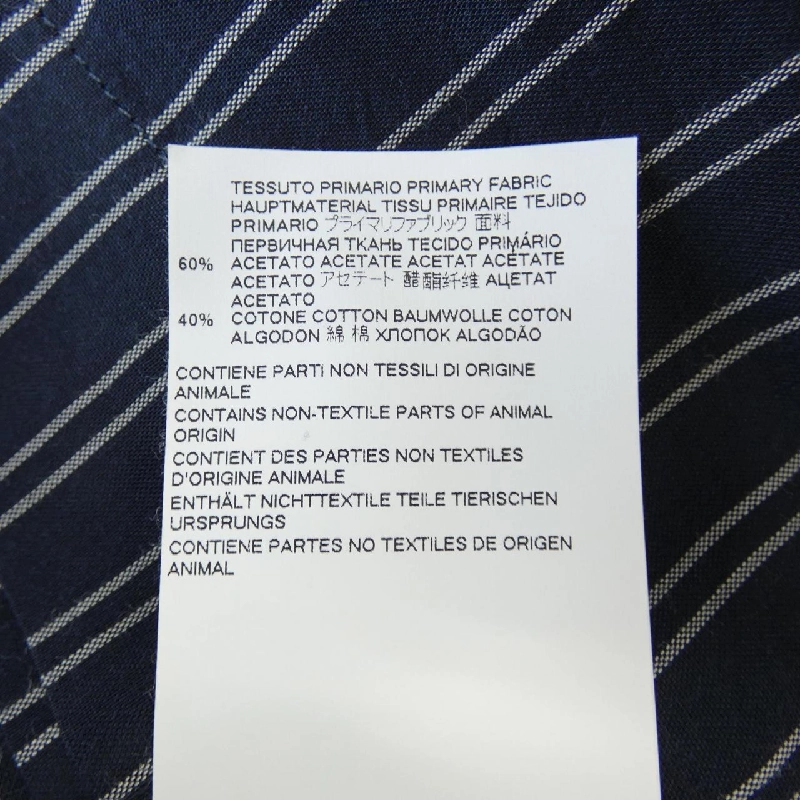 TESSUTO PRIMARIO PRIMARY FABRIC
HAUPTMATERIAL TISSU PRIMAIRE TEJIDO
PRIMARIO プライマリファブリック 面料
ПЕРВИЧНАЯ ТКАНЬ TECIDO PRIMÁRIO
60% ACETATO ACETATE ACETAT ACÉTATE
ACETATO アセテート 醋酯纤维 АЦЕТАТ
ACETATO
40% COTONE COTTON BAUMWOLLE COTON
ALGODON 綿 棉 ХЛОПОК ALGODÃO
CONTIENE PARTI NON TESSILI DI ORIGINE
ANIMALE
CONTAINS NON-TEXTILE PARTS OF ANIMAL
ORIGIN
CONTIENT DES PARTIES NON TEXTILES
D'ORIGINE ANIMALE
ENTHÄLT NICHTTEXTILE TEILE TIERISCHEN
URSPRUNGS
CONTIENE PARTES NO TEXTILES DE ORIGEN
ANIMAL